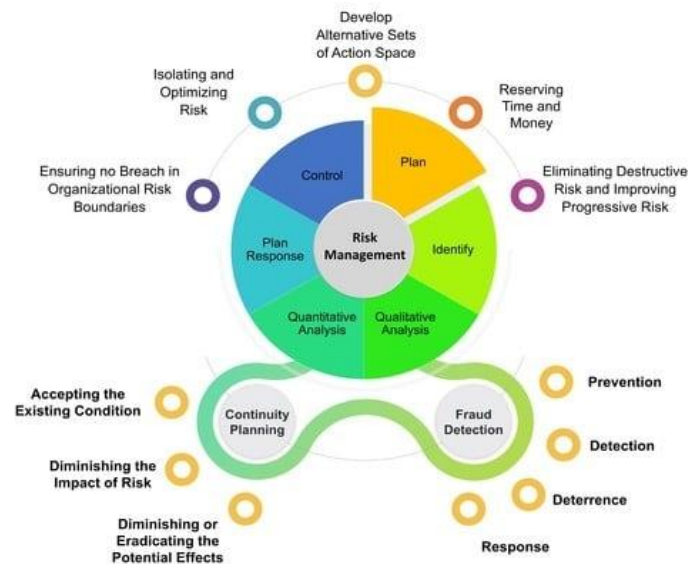 Develop
Alternative Sets
of Action Space
Isolating and
Optimizing
Risk
Reserving
Time and
Money
Ensuring no Breach in
Organizational Risk
Boundaries
Eliminating Destructive
Risk and Improving
Progressive Risk
Control
Plan
Plan
Response
Risk
Management
Identify
Quantitative
Analysis
Qualitative
Analysis
Accepting the
Existing Condition
Continuity
Planning
Fraud
Detection
Prevention
Detection
Diminishing the
Impact of Risk
Deterrence
Diminishing or
Eradicating the
Potential Effects
Response